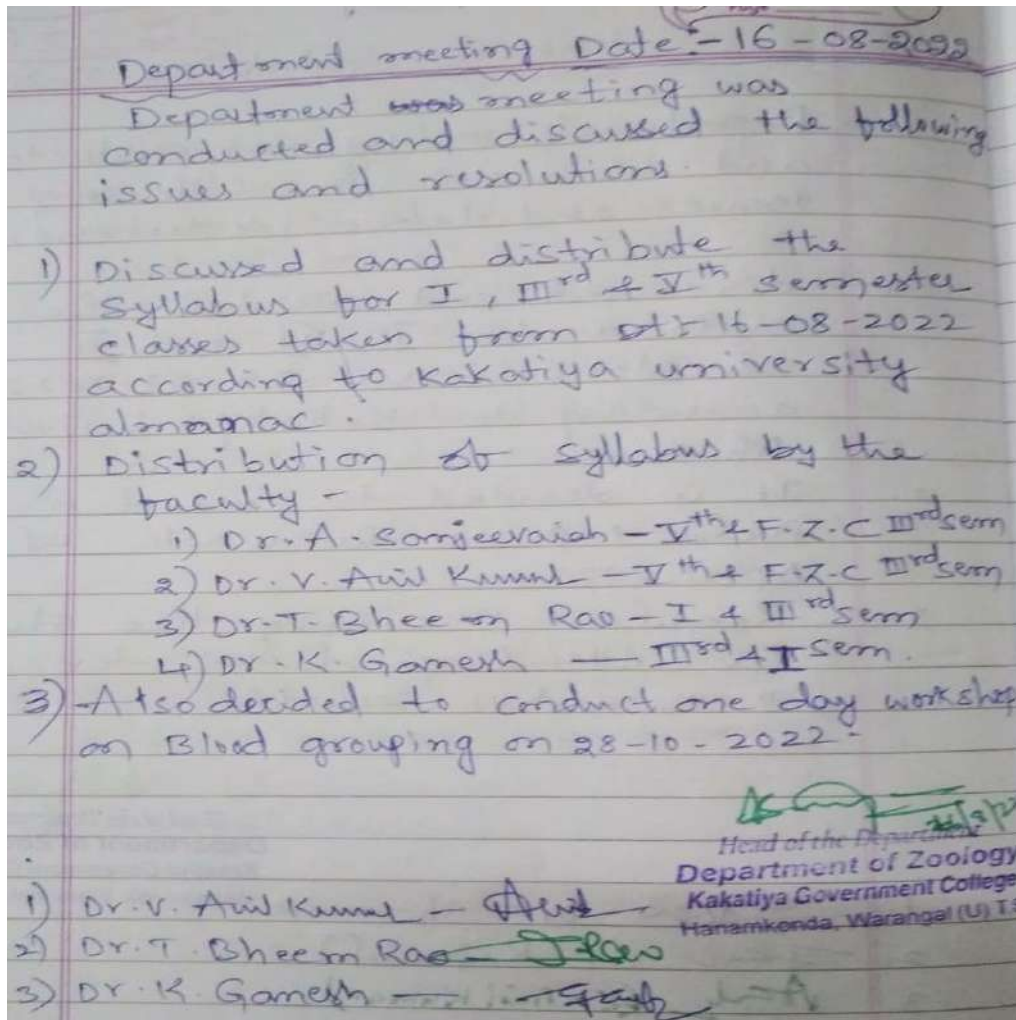 Department meeting Date:- 16-08-2022
Department meeting was
conducted and discussed the following
issues and resolutions.
1) Discussed and distribute the
Syllabus for I, IIIrd & Vth semester
classes taken from dt:- 16-08-2022
according to Kakatiya university
almanac.
2) Distribution of Syllabus by the
faculty -
1) Dr. A. Sanjeevaiah - Vth & F.Z.C IIIrd sem
2) Dr. V. Anil Kumar - Vth & F.Z.C IIIrd sem
3) Dr. T. Bheem Rao - I & IIIrd sem
4) Dr. K. Ganesh - IIIrd & I sem.
3) Also decided to conduct one day workshop
on Blood grouping on 28-10-2022.
Head of the Department
Department of Zoology
Kakatiya Government College
Hanamkonda, Warangal (U) T.S
1) Dr. V. Anil Kumar - Anil
2) Dr. T. Bheem Rao - TRao
3) Dr. K. Ganesh -